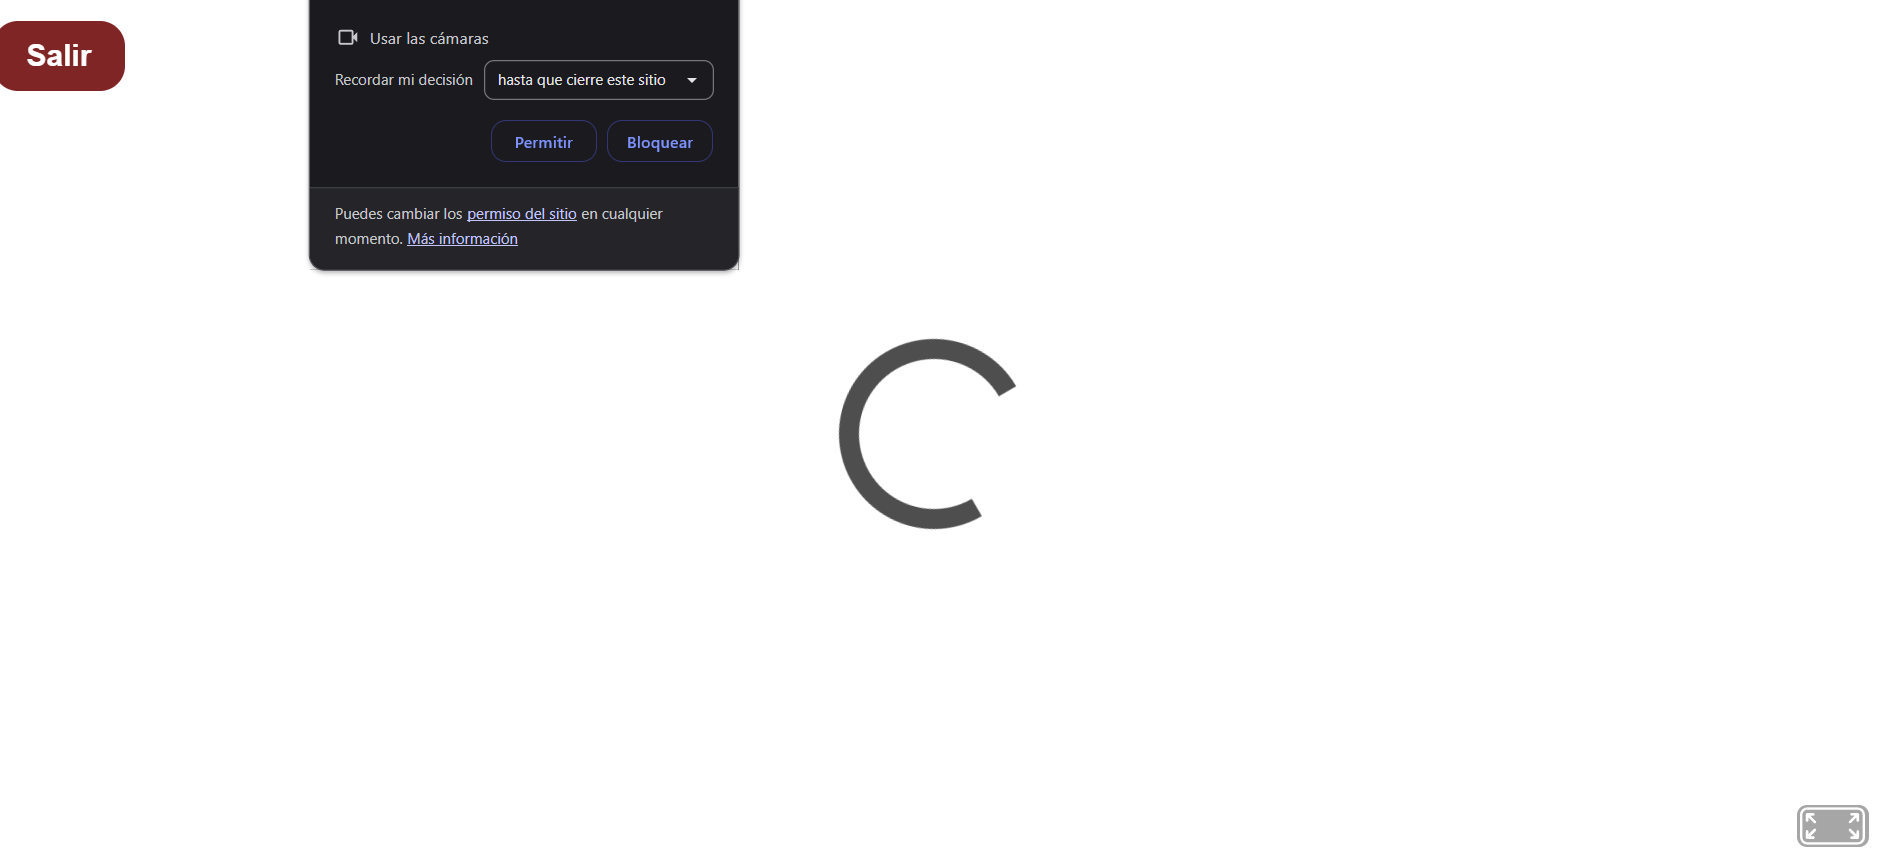 Salir
Usar las cámaras
Recordar mi decisión hasta que cierre este sitio
Permitir Bloquear
Puedes cambiar los permiso del sitio en cualquier
momento. Más información